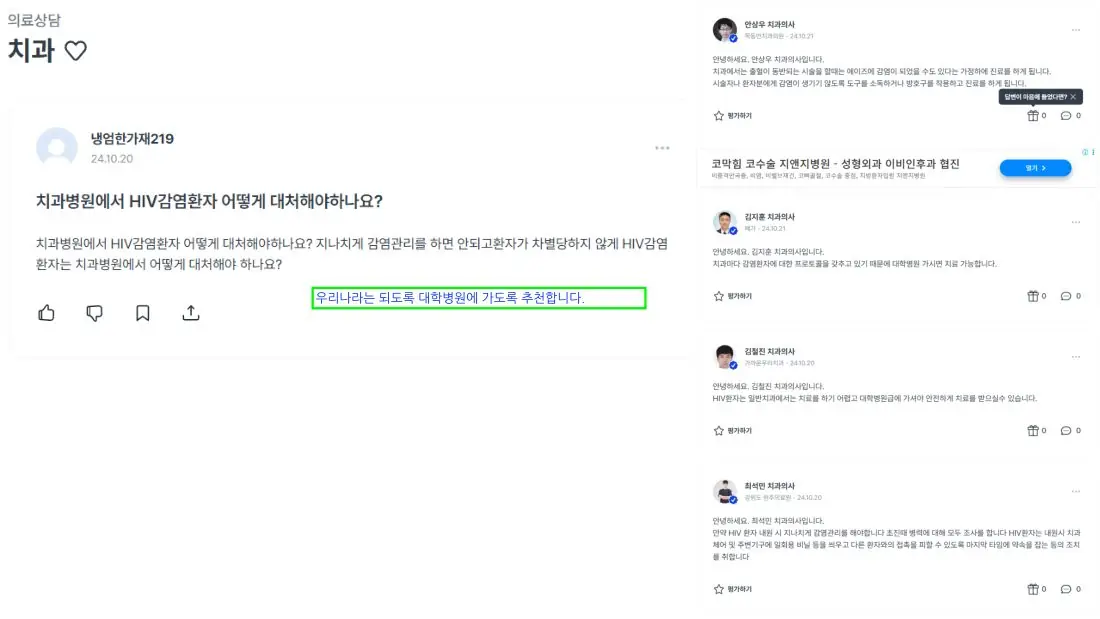 의료상담
치과
냉엄한가재219
24.10.20
치과병원에서 HIV감염환자 어떻게 대처해야하나요?
치과병원에서 HIV감염환자 어떻게 대처해야하나요? 지나치게 감염관리를 하면 안되고환자가 차별당하지 않게 HIV감염
환자는 치과병원에서 어떻게 대처해야 하나요?
우리나라는 되도록 대학병원에 가도록 추천합니다.
안상우 치과의사
목동인치과의원 · 24.10.21
안녕하세요. 안상우 치과의사입니다.
치과에서는 출혈이 동반되는 시술을 할때는 에이즈에 감염이 되었을 수도 있다는 가정하에 진료를 하게 됩니다.
시술자나 환자분에게 감염이 생기기 않도록 도구를 소독하거나 방호구를 착용하고 진료를 하게 됩니다.
답변이 마음에 들었다면? ✕
평가하기
0 0
코막힘 코수술 지앤지병원 - 성형외과 이비인후과 협진
열기 >
김지훈 치과의사
메가 · 24.10.21
안녕하세요. 김지훈 치과의사입니다.
치과마다 감염환자에 대한 프로토콜을 갖추고 있기 때문에 대학병원 가시면 치료 가능합니다.
평가하기
0 0
김철진 치과의사
가까운우리치과 · 24.10.20
안녕하세요. 김철진 치과의사입니다.
HIV환자는 일반치과에서는 치료를 하기 어렵고 대학병원급에 가셔야 안전하게 치료를 받으실수 있습니다.
평가하기
0 0
최석민 치과의사
강원도 원주의료원 · 24.10.20
안녕하세요. 최석민 치과의사입니다.
만약 HIV 환자 내원 시 지나치게 감염관리를 해야합니다 초진때 병력에 대해 모두 조사를 합니다 HIV환자는 내원시 치과
체어 및 주변기구에 일회용 비닐 등을 씌우고 다른 환자와의 접촉을 피할 수 있도록 마지막 타임에 약속을 잡는 등의 조치
를 취합니다
평가하기
0 0